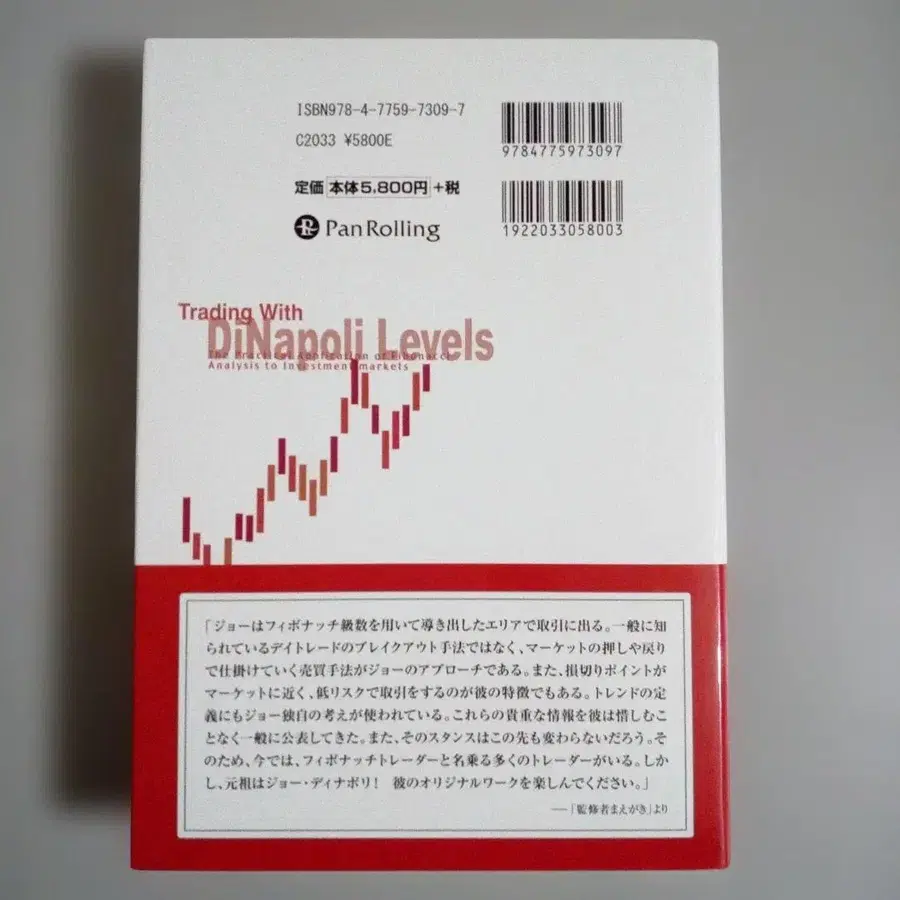 ISBN978-4-7759-7309-7
C2033 ¥5800E
定価 本体5,800円 +税
PanRolling
9784775973097
1922033058003
Trading With
DiNapoli Levels
The Practical Application of Fibonacci
Analysis to Investment markets
「ジョーはフィボナッチ級数を用いて導き出したエリアで取引に出る。一般に知
られているデイトレードのブレイクアウト手法ではなく、マーケットの押しや戻り
で仕掛けていく売買手法がジョーのアプローチである。また、損切りポイントが
マーケットに近く、低リスクで取引をするのが彼の特徴でもある。トレンドの定
義にもジョー独自の考えが使われている。これらの貴重な情報を彼は惜しむこ
となく一般に公表してきた。また、そのスタンスはこの先も変わらないだろう。そ
のため、今では、フィボナッチトレーダーと名乗る多くのトレーダーがいる。しか
し、元祖はジョー・ディナポリ！　彼のオリジナルワークを楽しんでください。」
——「監修者まえがき」より